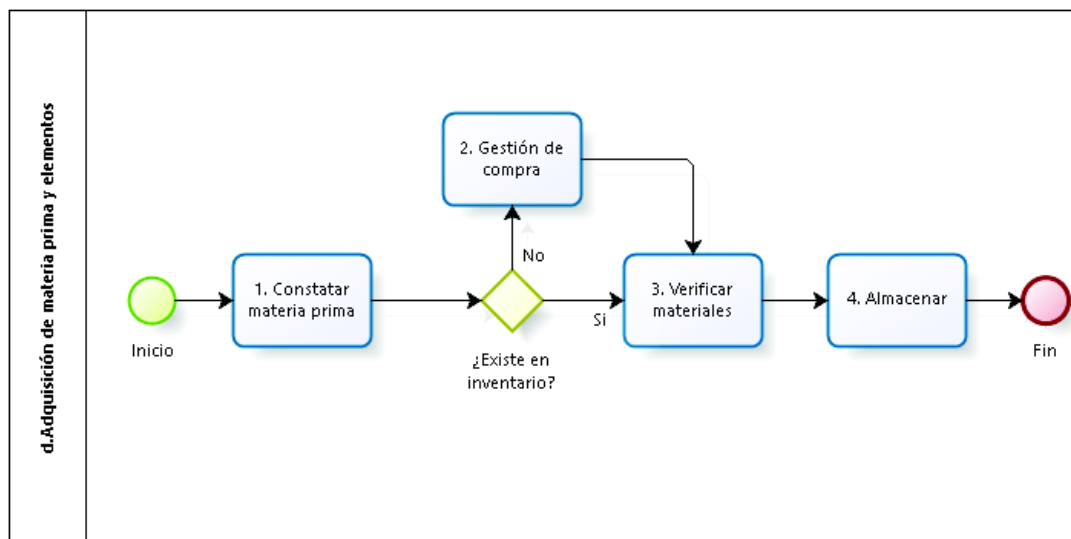 d.Adquisición de materia prima y elementos
Inicio
1. Constatar
materia prima
¿Existe en
inventario?
No
2. Gestión de
compra
Si
3. Verificar
materiales
4. Almacenar
Fin